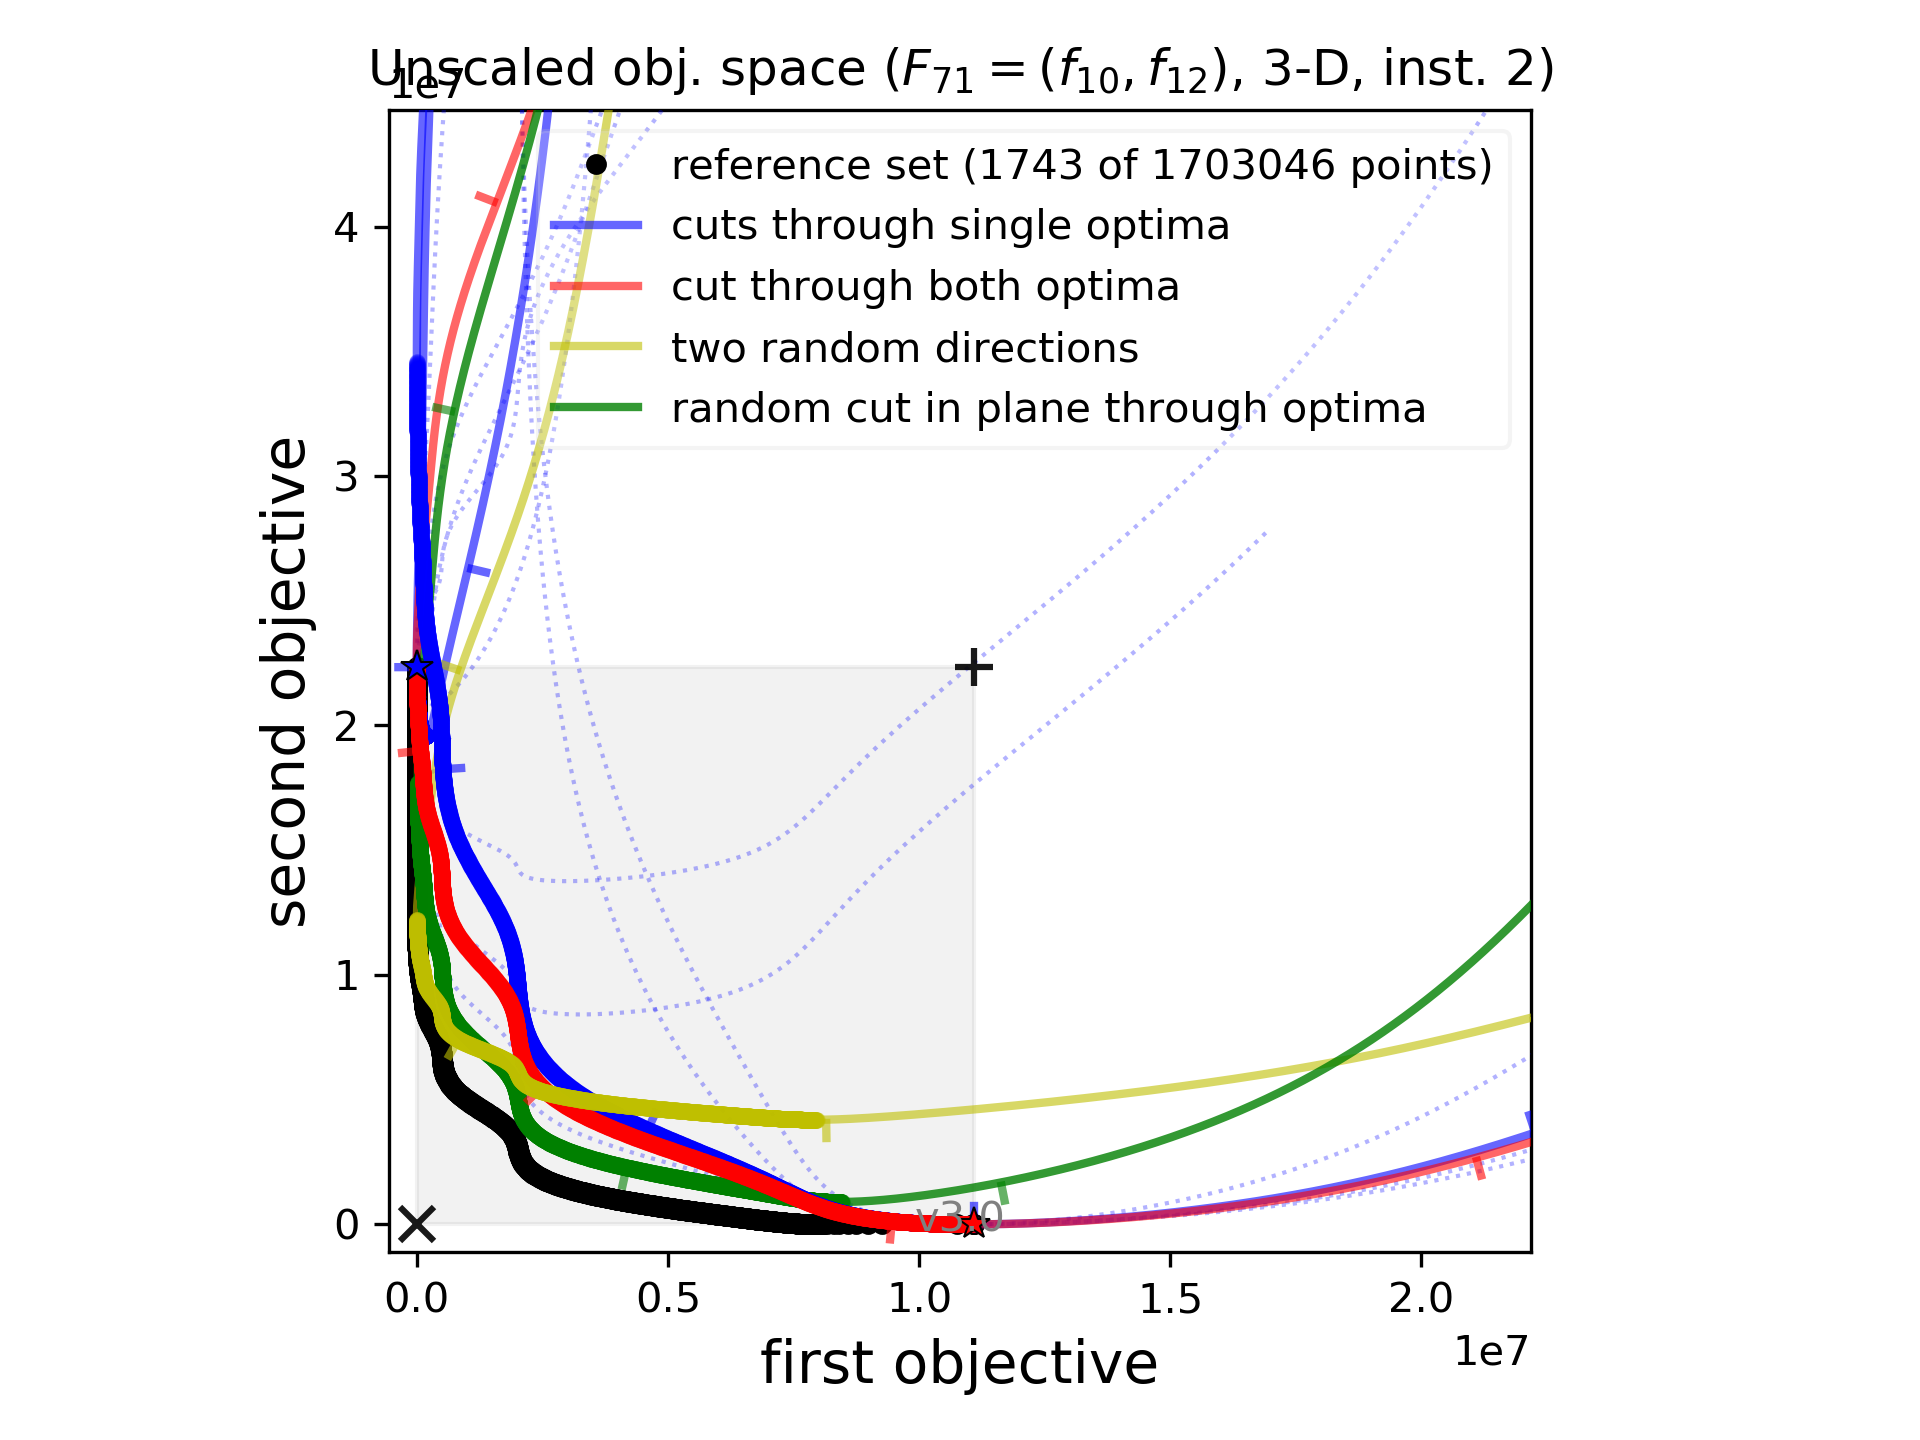 Unscaled obj. space (F71 = (f10, f12), 3-D, inst. 2)
1e7
reference set (1743 of 1703046 points)
cuts through single optima
cut through both optima
two random directions
random cut in plane through optima
4
3
2
1
0
second objective
v3.0
0.0 0.5 1.0 1.5 2.0
1e7
first objective